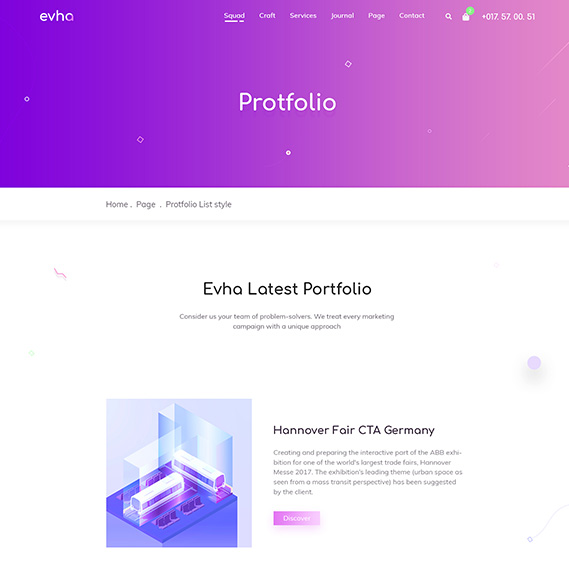 evha
Squad Craft Services Journal Page Contact +017. 57. 00. 51
Protfolio
Home . Page . Protfolio List style
Evha Latest Portfolio
Consider us your team of problem-solvers. We treat every marketing
campaign with a unique approach
Hannover Fair CTA Germany
Creating and preparing the interactive port of the ABB exhi-
bition for one of the world's largest trade fairs, Hannover
Messe 2017. The exhibition's leading theme (urban space as
seen from a mass transit perspective) has been suggested
by the client.
Discover